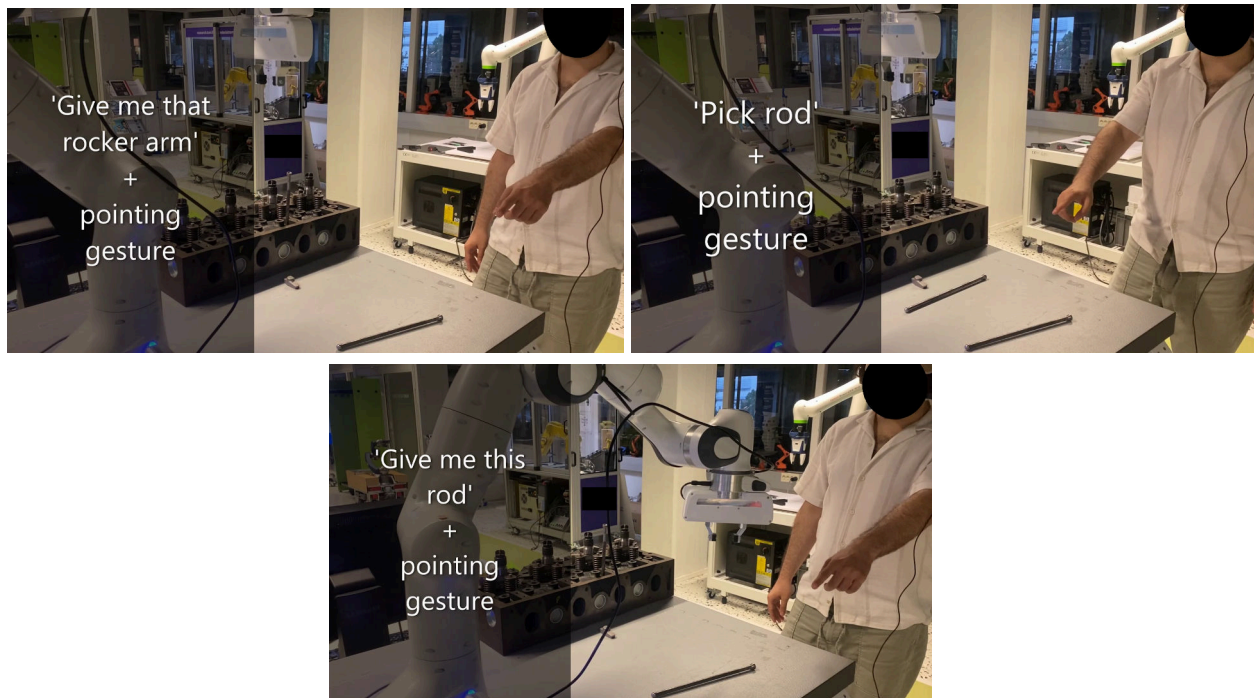 'Give me that
rocker arm'
+
pointing
gesture
'Pick rod'
+
pointing
gesture
'Give me this
rod'
+
pointing
gesture